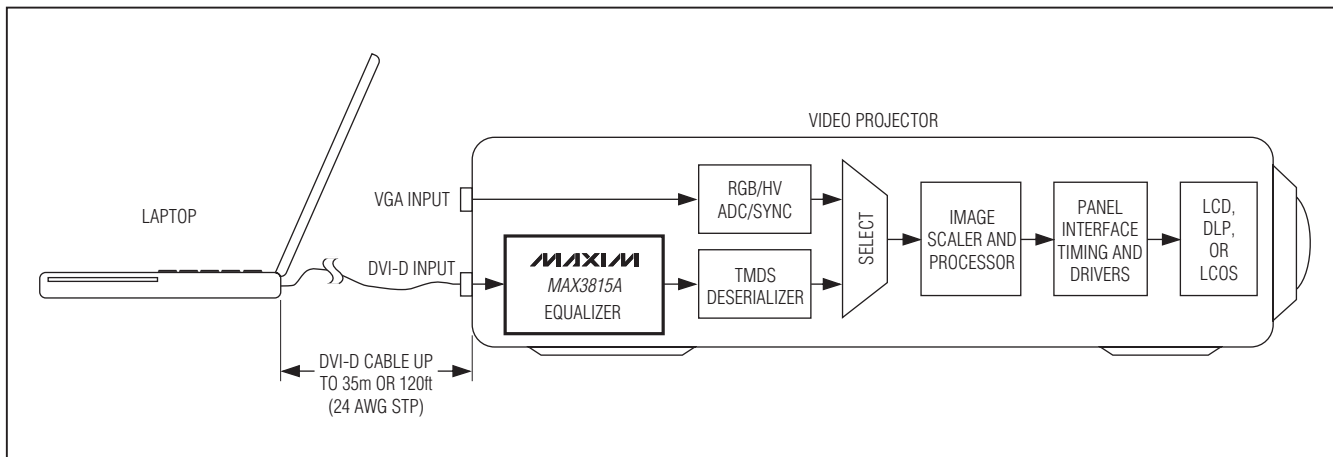 VIDEO PROJECTOR
LAPTOP
VGA INPUT
DVI-D INPUT
DVI-D CABLE UP
TO 35m OR 120ft
(24 AWG STP)
MAXIM
MAX3815A
EQUALIZER
RGB/HV
ADC/SYNC
TMDS
DESERIALIZER
SELECT
IMAGE
SCALER AND
PROCESSOR
PANEL
INTERFACE
TIMING AND
DRIVERS
LCD,
DLP,
OR
LCOS